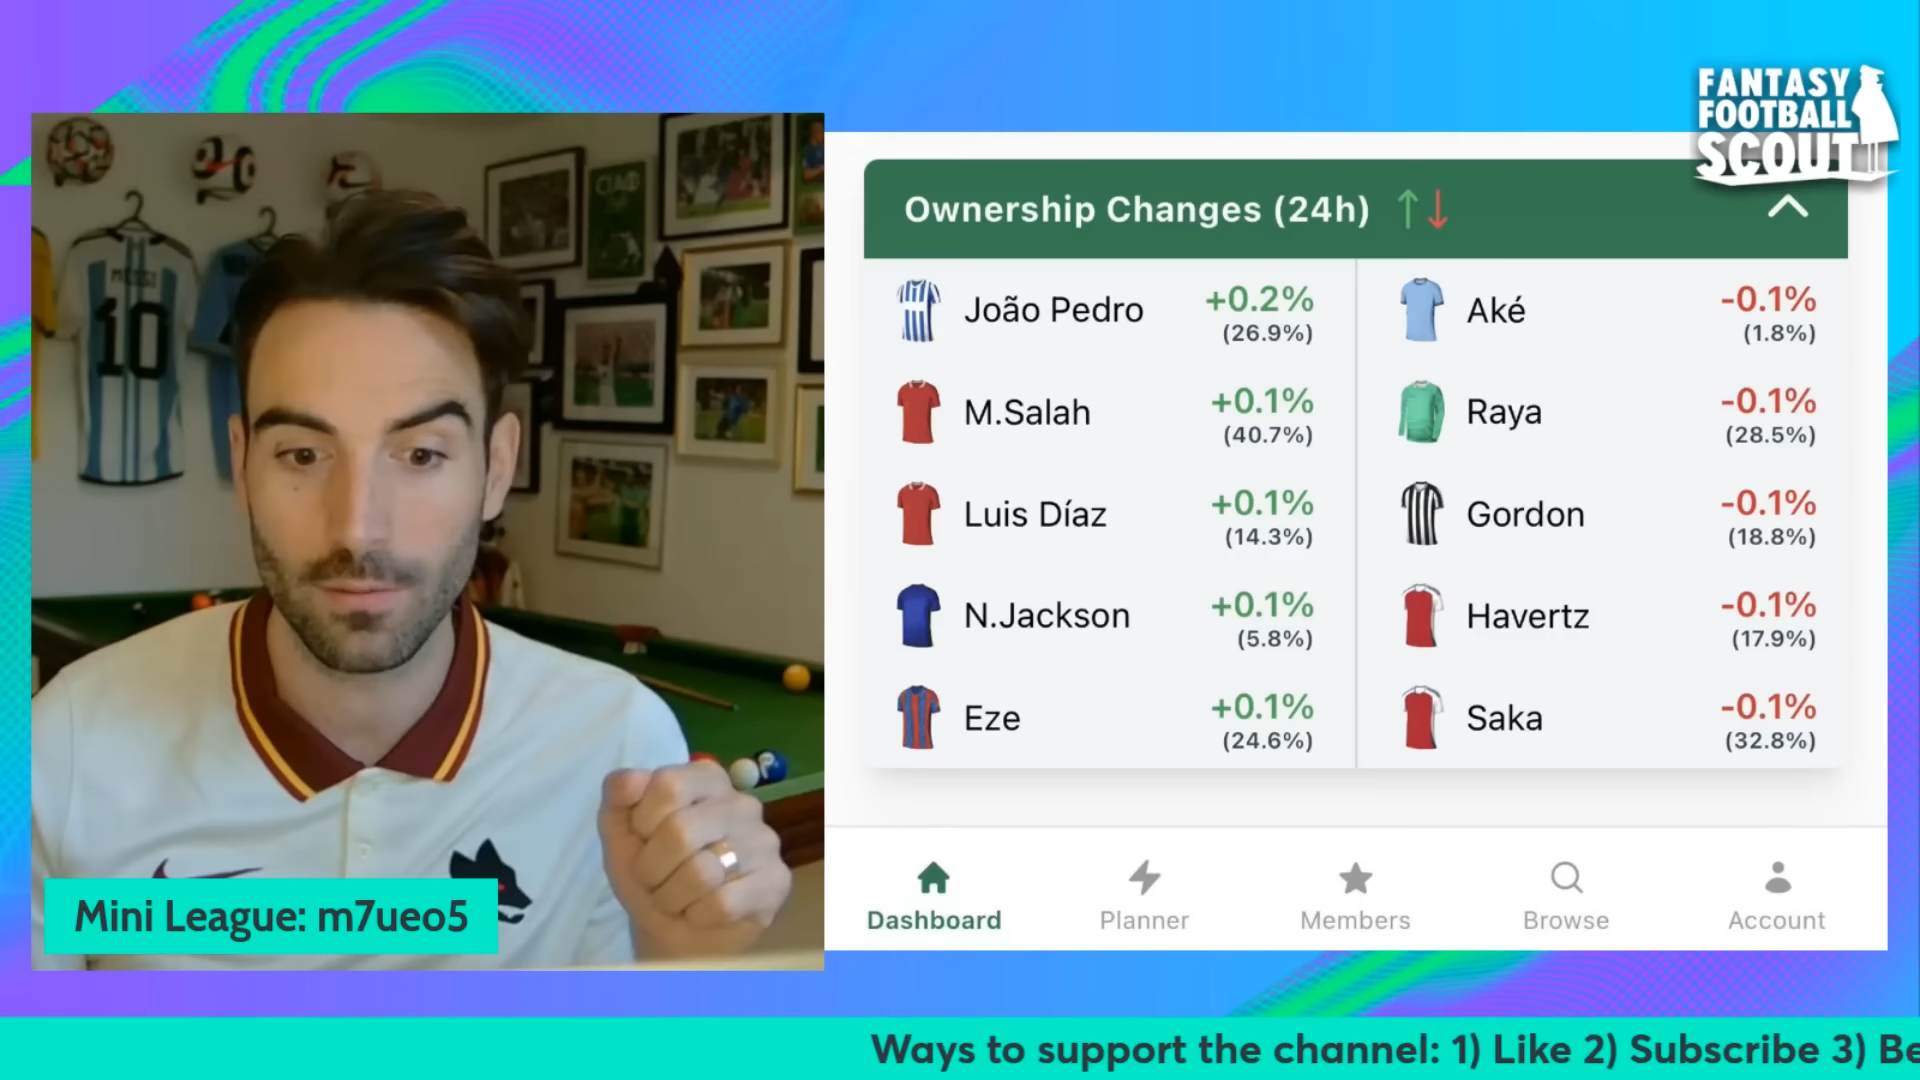 FANTASY
FOOTBALL
SCOUT
Ownership Changes (24h)
João Pedro +0.2%
(26.9%)
Aké -0.1%
(1.8%)
M.Salah +0.1%
(40.7%)
Raya -0.1%
(28.5%)
Luis Díaz +0.1%
(14.3%)
Gordon -0.1%
(18.8%)
N.Jackson +0.1%
(5.8%)
Havertz -0.1%
(17.9%)
Eze +0.1%
(24.6%)
Saka -0.1%
(32.8%)
Dashboard Planner Members Browse Account
10
CIAO
Mini League: m7ueo5
Ways to support the channel: 1) Like 2) Subscribe 3) Be